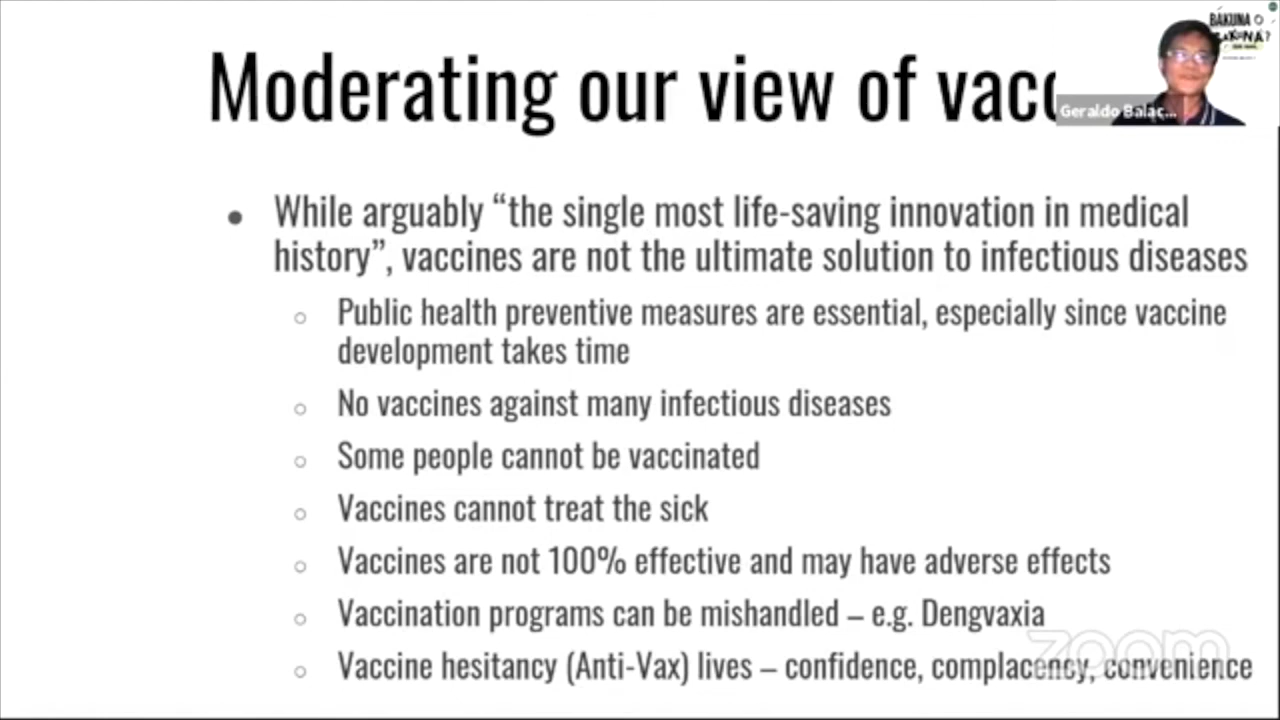 Moderating our view of vacc
BAKUNA O
Geraldo Balac...
● While arguably “the single most life-saving innovation in medical
history”, vaccines are not the ultimate solution to infectious diseases
○ Public health preventive measures are essential, especially since vaccine
development takes time
○ No vaccines against many infectious diseases
○ Some people cannot be vaccinated
○ Vaccines cannot treat the sick
○ Vaccines are not 100% effective and may have adverse effects
○ Vaccination programs can be mishandled – e.g. Dengvaxia
○ Vaccine hesitancy (Anti-Vax) lives – confidence, complacency, convenience
zoom